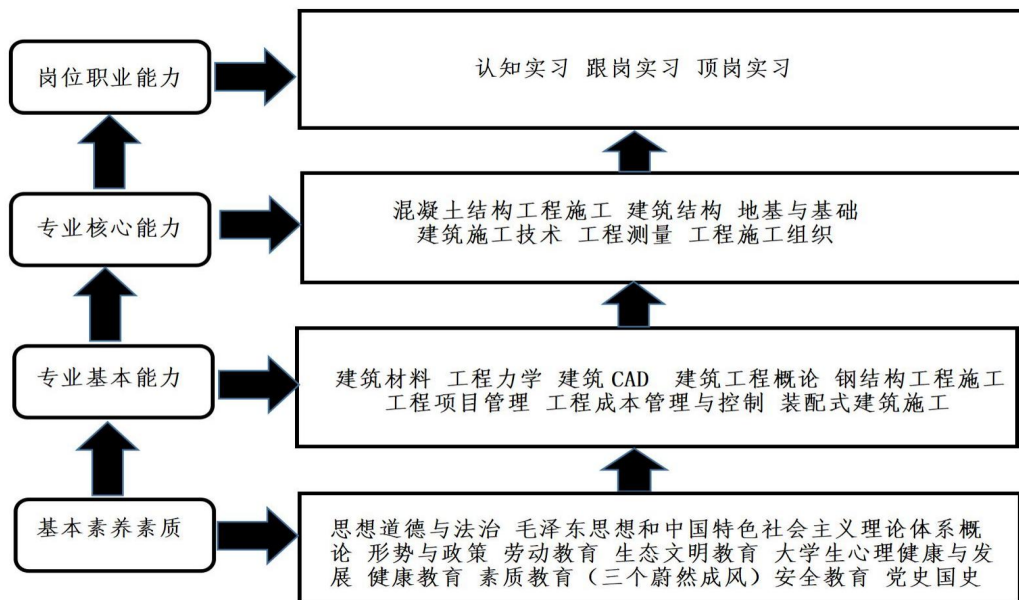 岗位职业能力
认知实习 跟岗实习 顶岗实习
专业核心能力
混凝土结构工程施工 建筑结构 地基与基础
建筑施工技术 工程测量 工程施工组织
专业基本能力
建筑材料 工程力学 建筑CAD 建筑工程概论 钢结构工程施工
工程项目管理 工程成本管理与控制 装配式建筑施工
基本素养素质
思想道德与法治 毛泽东思想和中国特色社会主义理论体系概
论 形势与政策 劳动教育 生态文明教育 大学生心理健康与发
展 健康教育 素质教育（三个蔚然成风）安全教育 党史国史